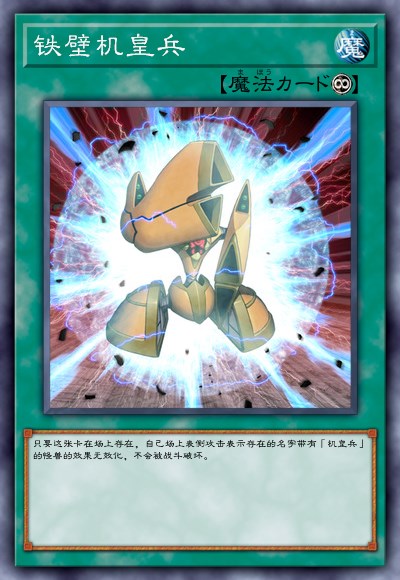 铁壁机皇兵
魔
【魔法カード】
まほう
只要这张卡在场上存在，自己场上表侧攻击表示存在的名字带有「机皇兵」
的怪兽的效果无效化，不会被战斗破坏。